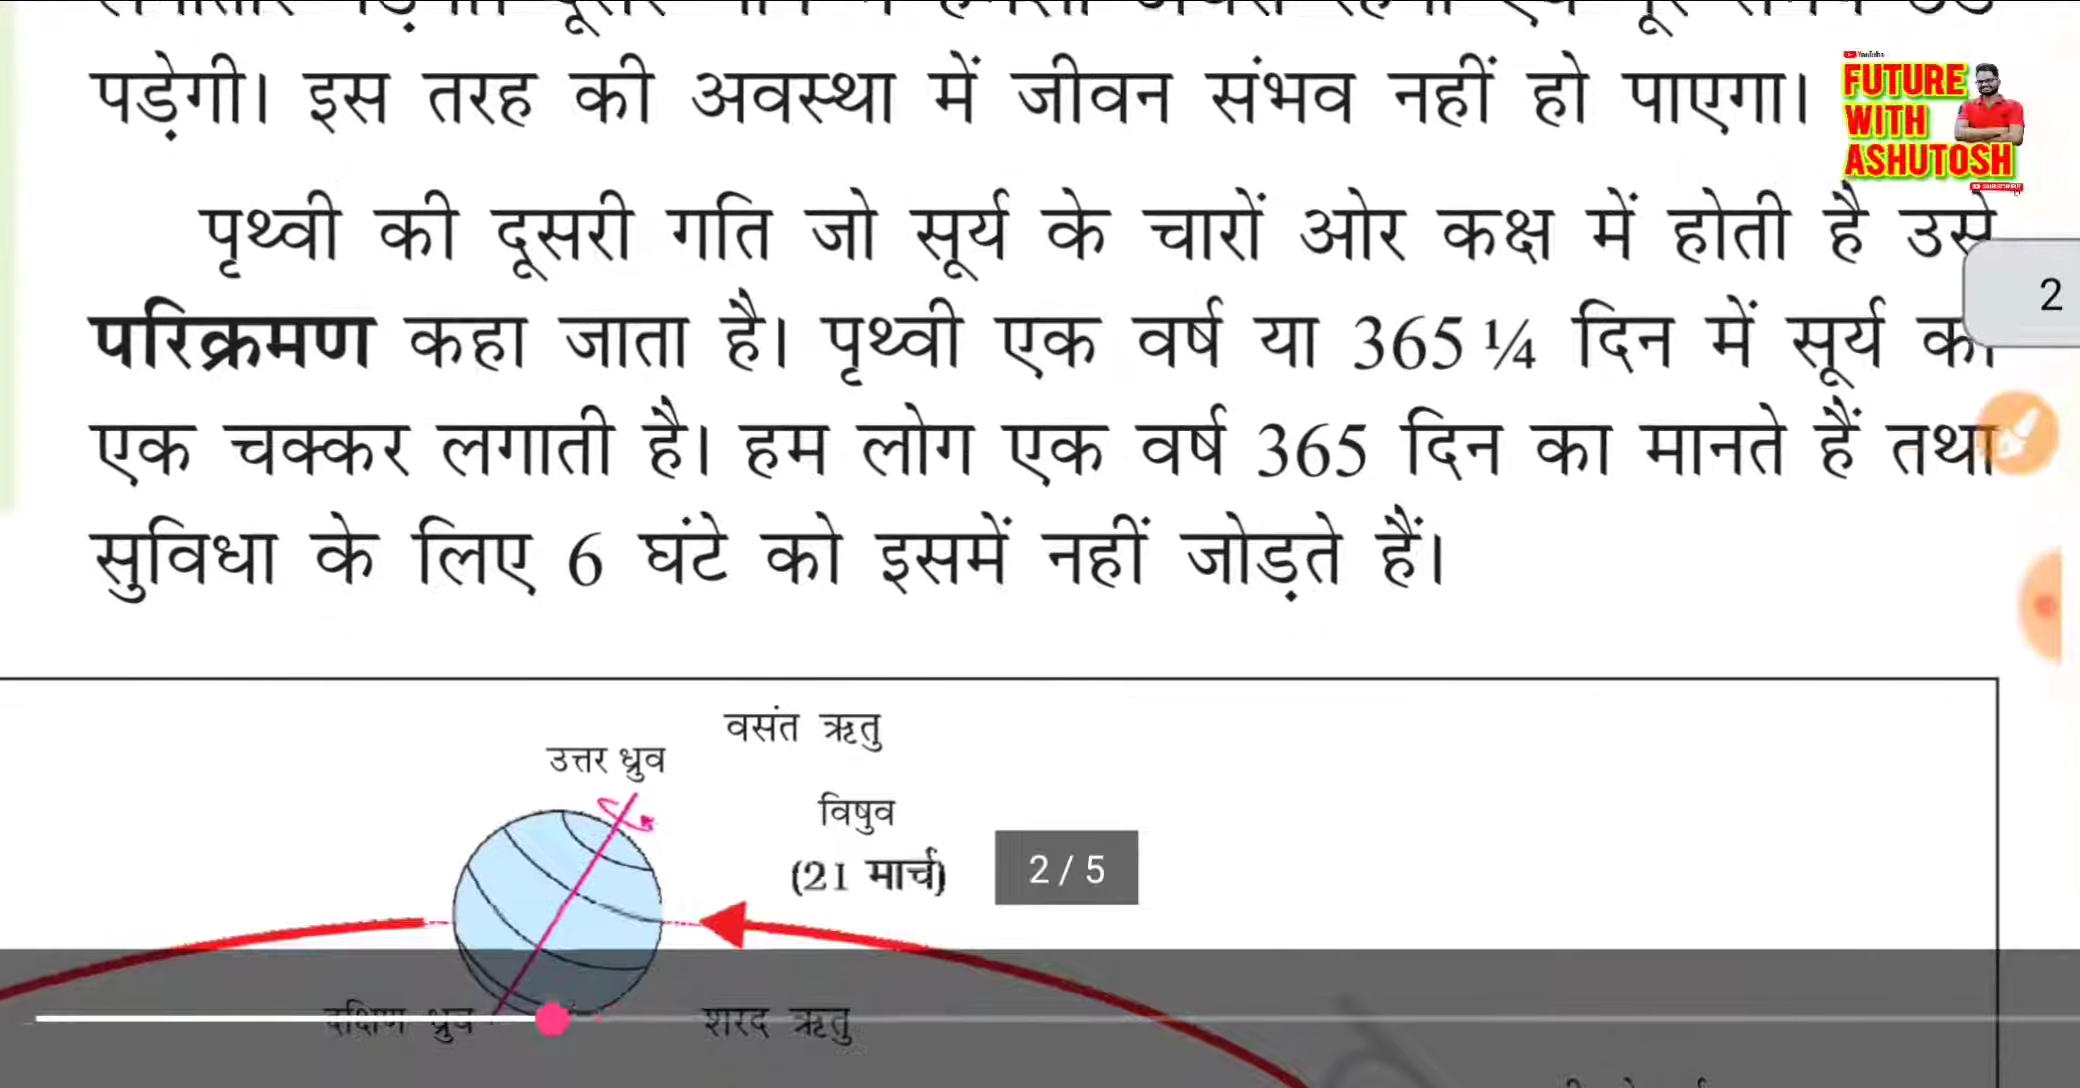 पड़ेगी। इस तरह की अवस्था में जीवन संभव नहीं हो पाएगा।
YouTube
FUTURE
WITH
ASHUTOSH
SUBSCRIBE
पृथ्वी की दूसरी गति जो सूर्य के चारों ओर कक्ष में होती है उसे
2
परिक्रमण कहा जाता है। पृथ्वी एक वर्ष या 365 ¼ दिन में सूर्य का
एक चक्कर लगाती है। हम लोग एक वर्ष 365 दिन का मानते हैं तथा
सुविधा के लिए 6 घंटे को इसमें नहीं जोड़ते हैं।
वसंत ऋतु
उत्तर ध्रुव
विषुव
(21 मार्च)
2 / 5
दक्षिण ध्रुव
शरद ऋतु